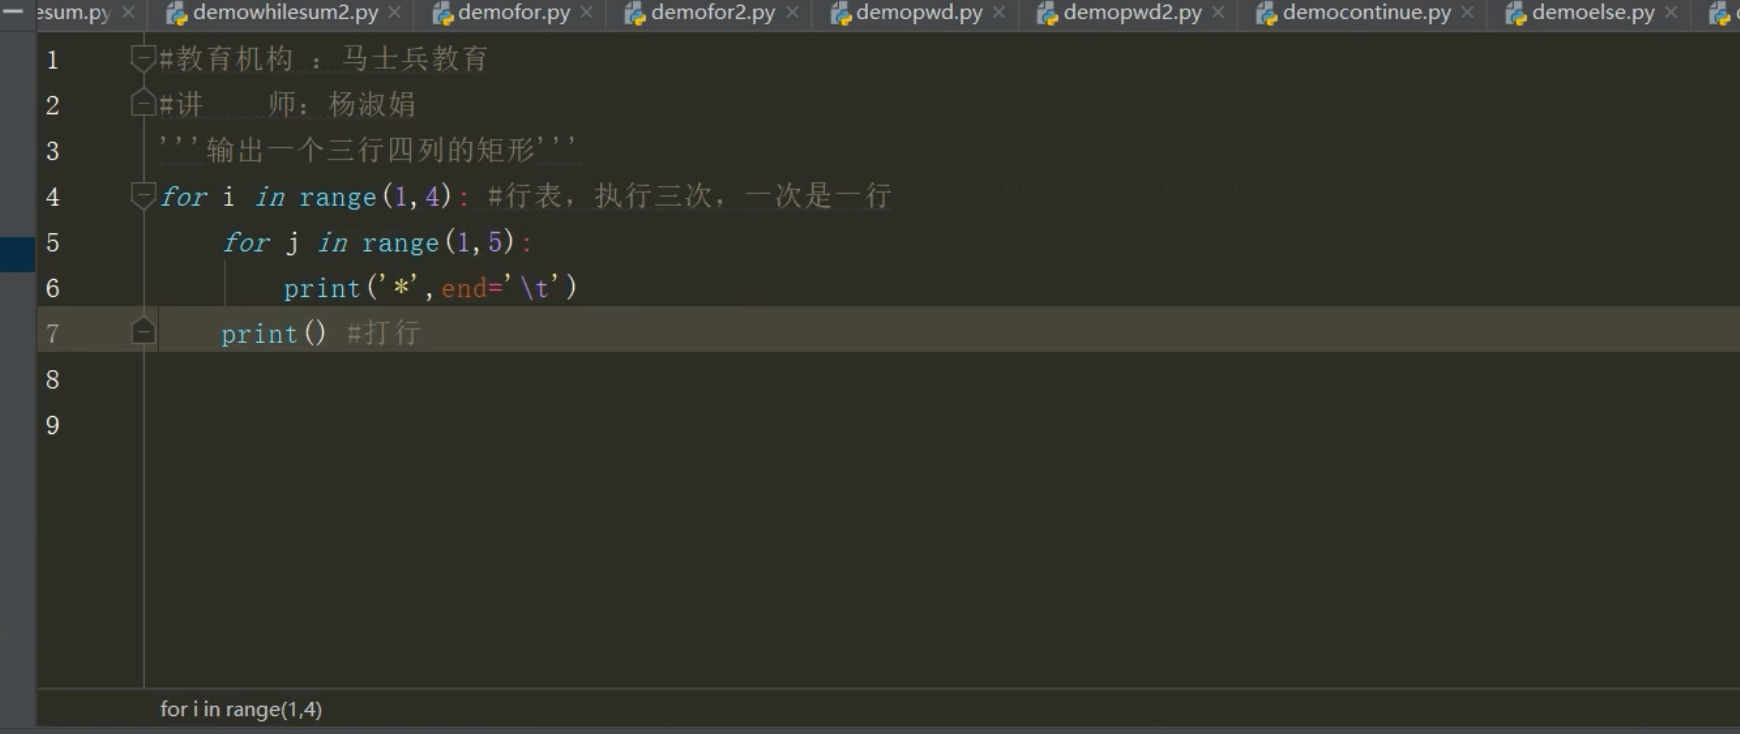 esum.py demowhilesum2.py demofor.py demofor2.py demopwd.py demopwd2.py democontinue.py demoelse.py
1 #教育机构 ：马士兵教育
2 #讲    师：杨淑娟
3 '''输出一个三行四列的矩形'''
4 for i in range(1,4): #行表，执行三次，一次是一行
5     for j in range(1,5):
6         print('*',end='\t')
7     print() #打行
8
9
for i in range(1,4)